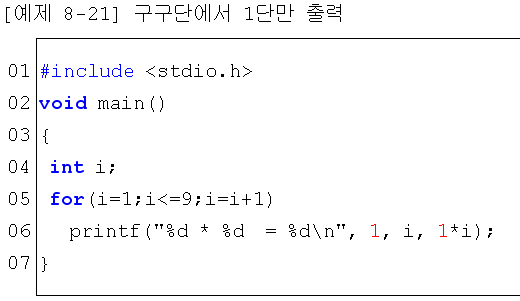 [예제 8-21] 구구단에서 1단만 출력
01 #include <stdio.h>
02 void main()
03 {
04 int i;
05 for(i=1;i<=9;i=i+1)
06 printf("%d * %d  = %d\n", 1, i, 1*i);
07 }